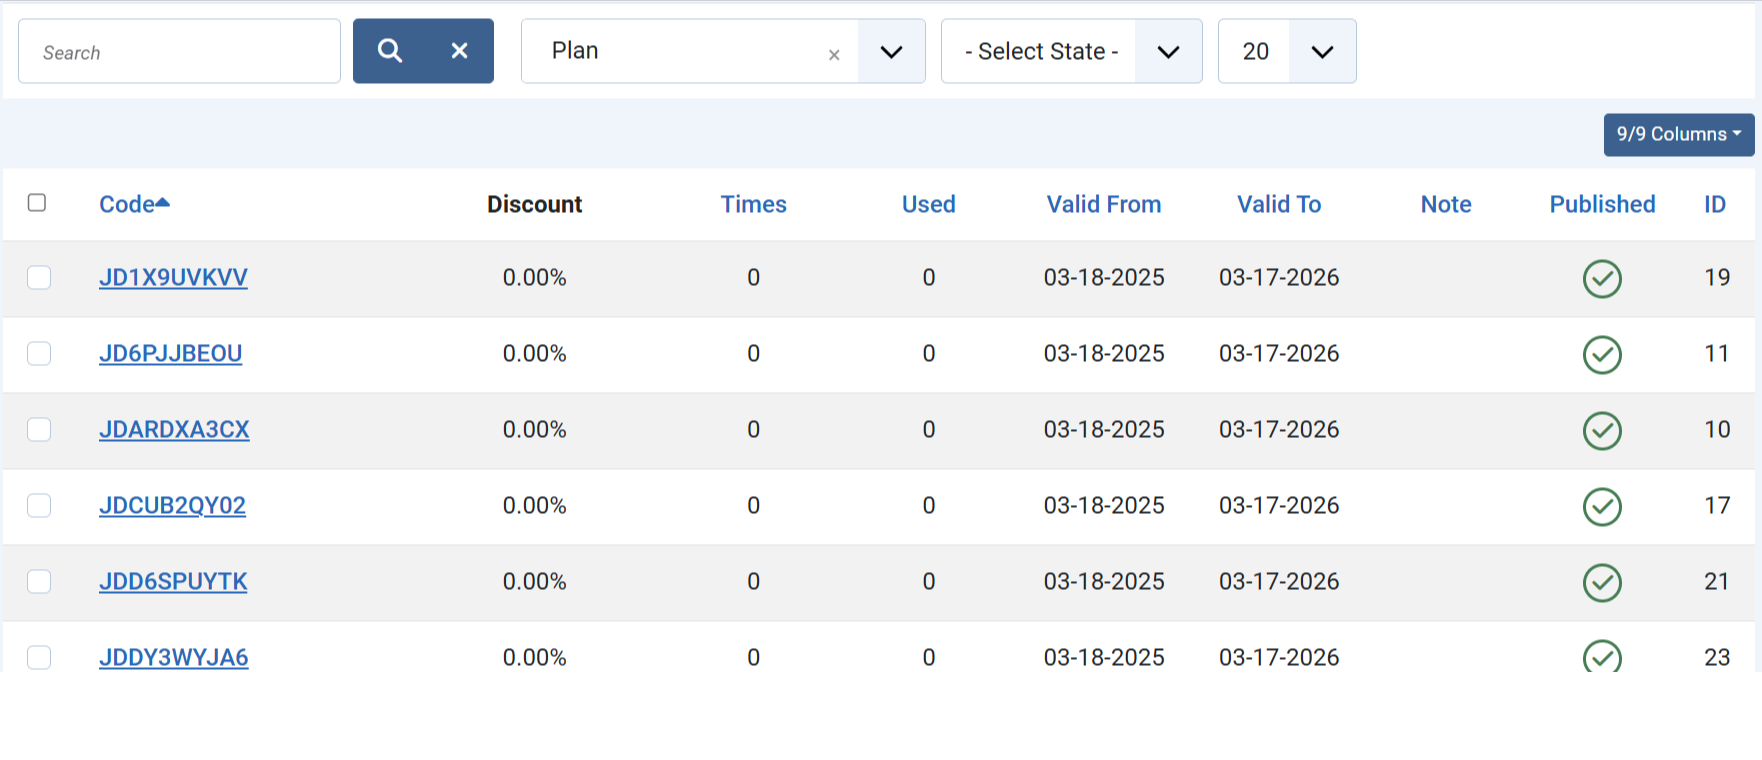 Search Plan × - Select State - 20
9/9 Columns
Code Discount Times Used Valid From Valid To Note Published ID
JD1X9UVKVV 0.00% 0 0 03-18-2025 03-17-2026 19
JD6PJJBEOU 0.00% 0 0 03-18-2025 03-17-2026 11
JDARDXA3CX 0.00% 0 0 03-18-2025 03-17-2026 10
JDCUB2QY02 0.00% 0 0 03-18-2025 03-17-2026 17
JDD6SPUYTK 0.00% 0 0 03-18-2025 03-17-2026 21
JDDY3WYJA6 0.00% 0 0 03-18-2025 03-17-2026 23